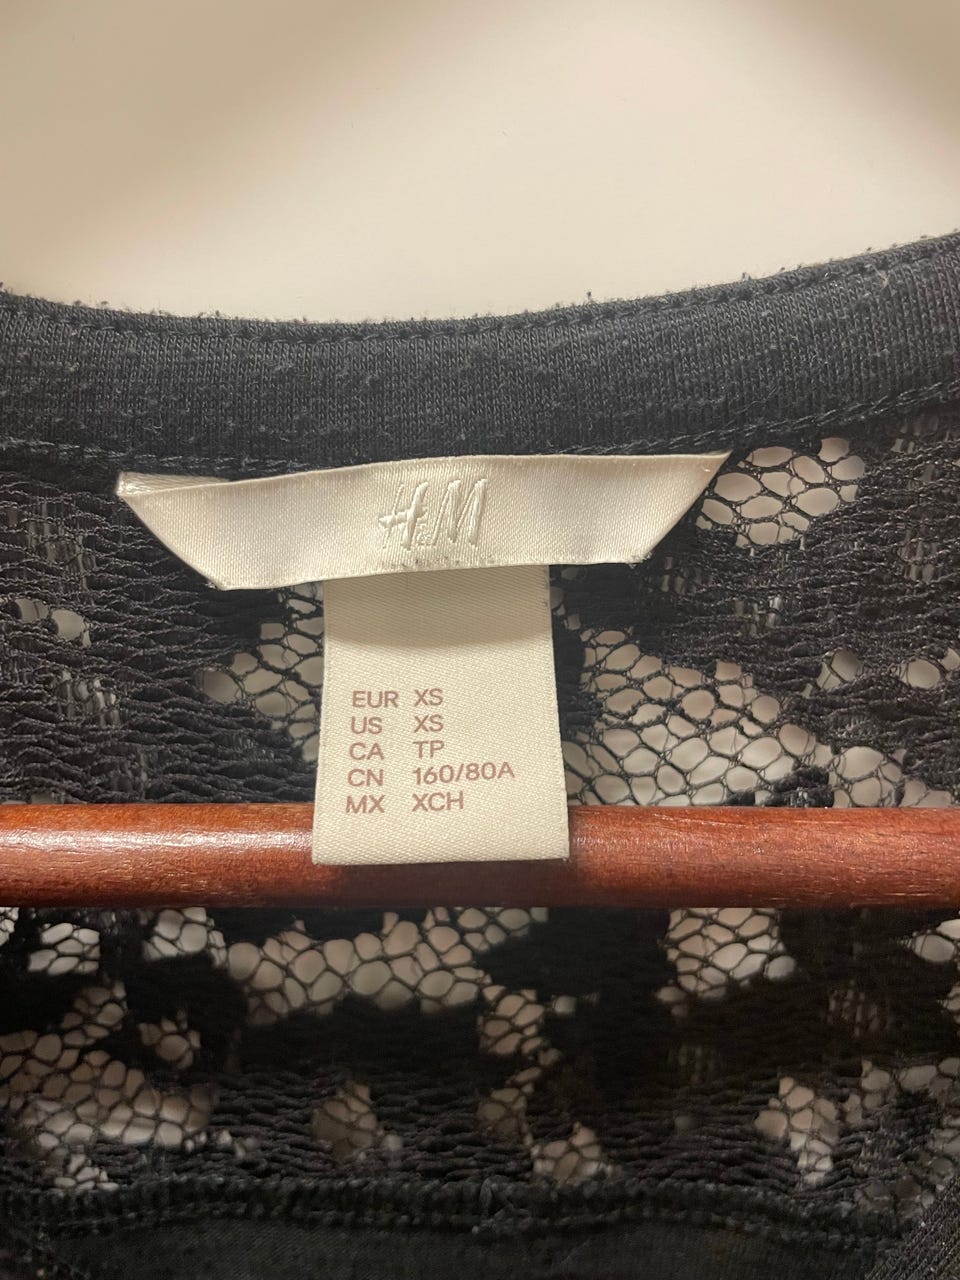 H&M
EUR XS
US XS
CA TP
CN 160/80A
MX XCH